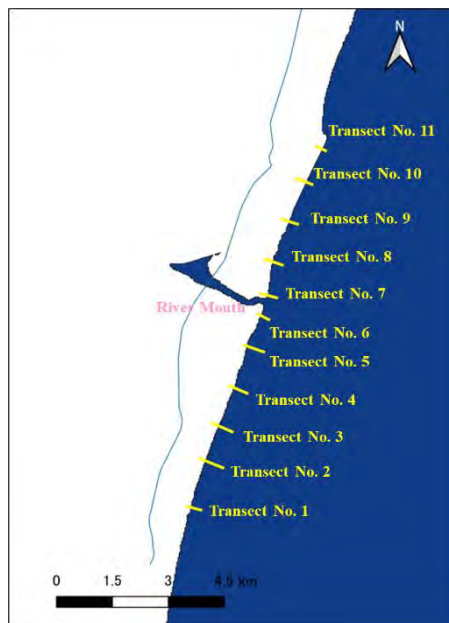 N
Transect No. 11
Transect No. 10
Transect No. 9
Transect No. 8
Transect No. 7
River Mouth
Transect No. 6
Transect No. 5
Transect No. 4
Transect No. 3
Transect No. 2
Transect No. 1
0 1.5 3 4.5 km